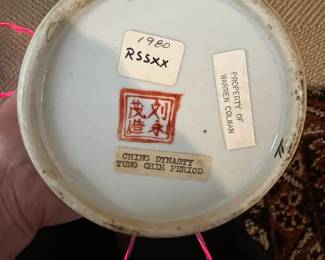 1980
RSSXX
PROPERTY OF
WARREN COLMAN
刘永
茂造
CHING DYNASTY
TUNG CHIH PERIOD